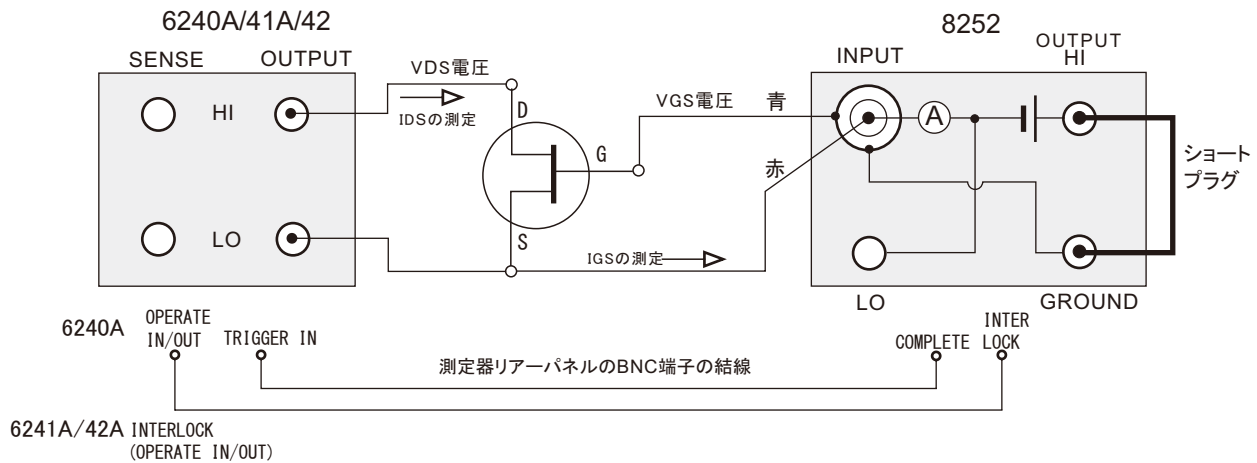 6240A/41A/42
8252
SENSE
OUTPUT
INPUT
OUTPUT
HI
VDS電圧
HI
IDSの測定
D
G
S
VGS電圧
青
赤
A
ショート
プラグ
LO
IGSの測定
LO
GROUND
6240A
OPERATE
IN/OUT
TRIGGER IN
COMPLETE
INTER
LOCK
測定器リアーパネルのBNC端子の結線
6241A/42A INTERLOCK
(OPERATE IN/OUT)